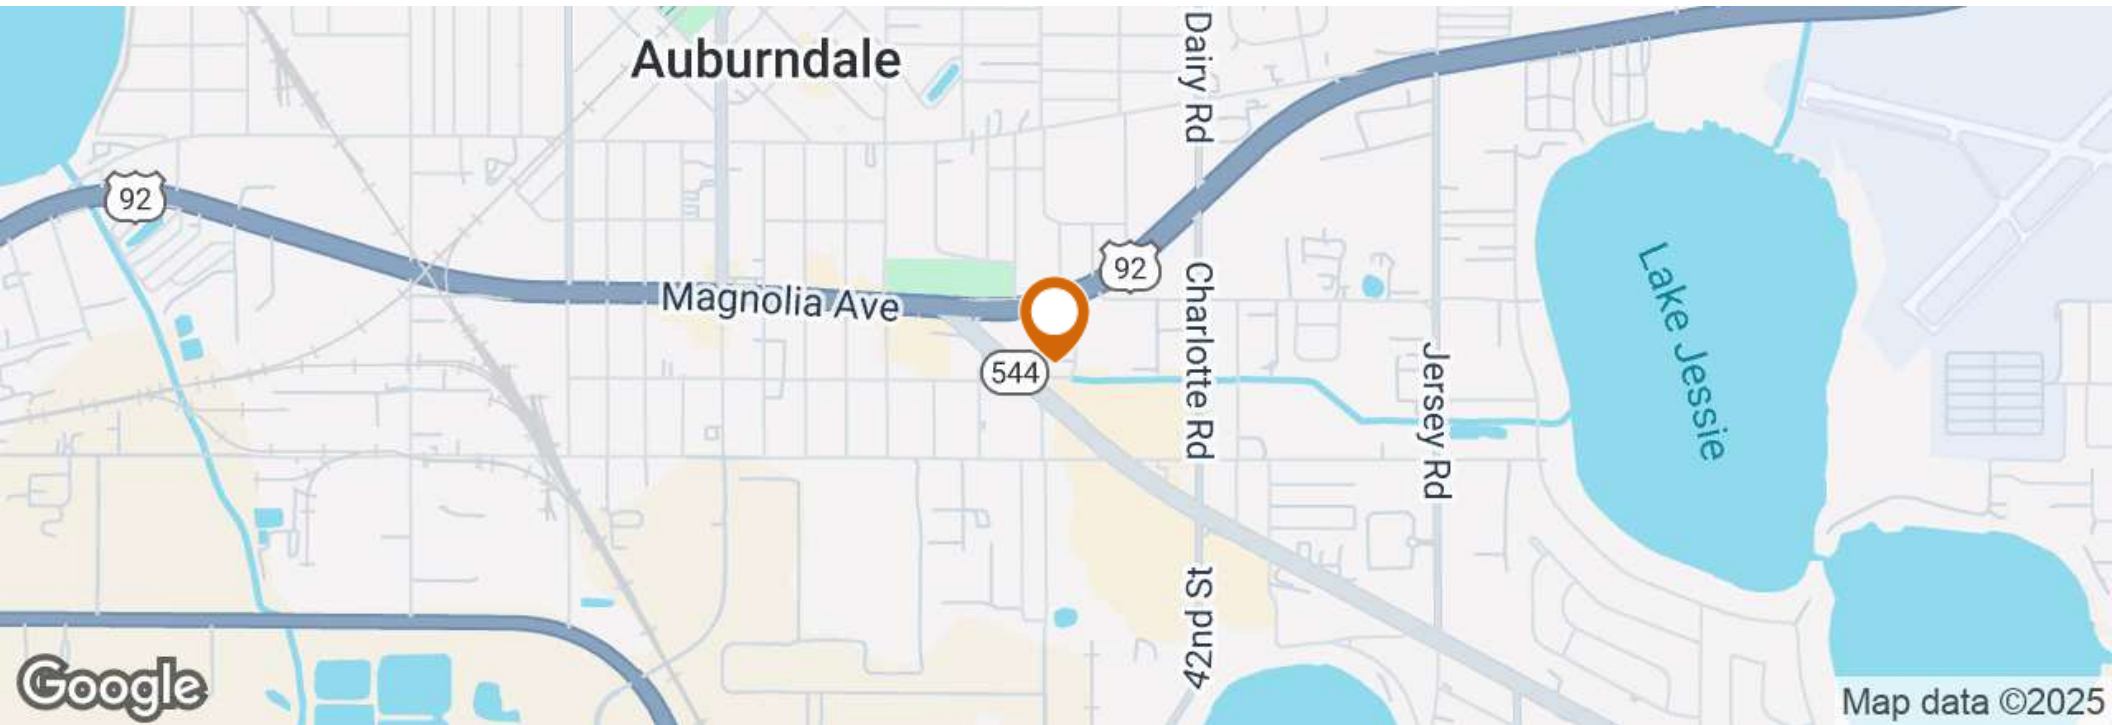 Auburndale
Dairy Rd
92
92
Magnolia Ave
544
Charlotte Rd
Jersey Rd
Lake Jessie
42nd St
Google
Map data ©2025